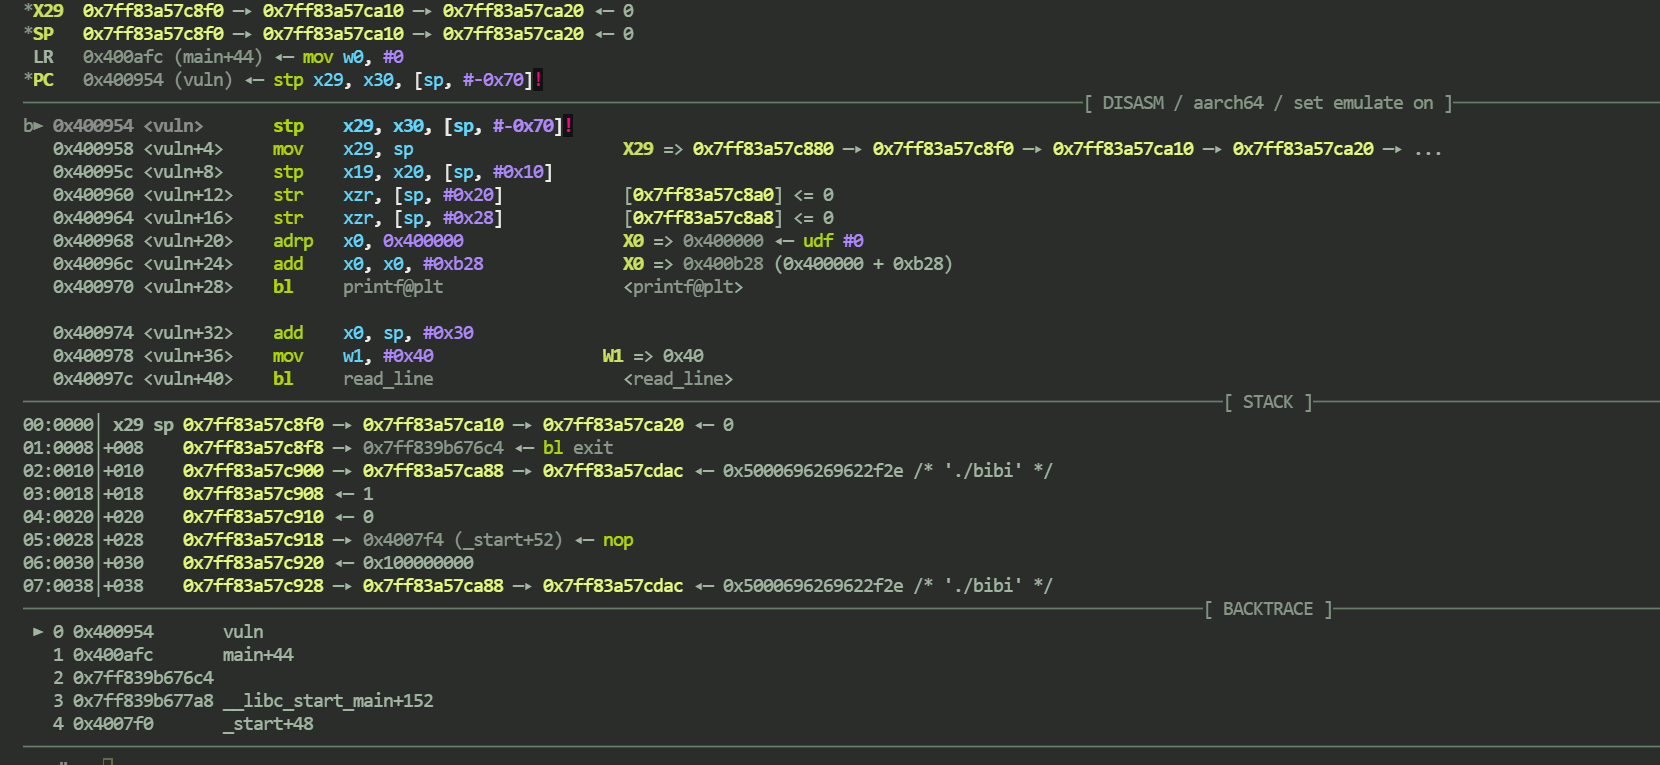 *X29  0x7ff83a57c8f0 —▸ 0x7ff83a57ca10 —▸ 0x7ff83a57ca20 ◂— 0
*SP   0x7ff83a57c8f0 —▸ 0x7ff83a57ca10 —▸ 0x7ff83a57ca20 ◂— 0
 LR   0x400afc (main+44) ◂— mov w0, #0
*PC   0x400954 (vuln) ◂— stp x29, x30, [sp, #-0x70]!
[ DISASM / aarch64 / set emulate on ]
b► 0x400954 <vuln>       stp    x29, x30, [sp, #-0x70]!
   0x400958 <vuln+4>     mov    x29, sp                     X29 => 0x7ff83a57c880 —▸ 0x7ff83a57c8f0 —▸ 0x7ff83a57ca10 —▸ 0x7ff83a57ca20 —▸ ...
   0x40095c <vuln+8>     stp    x19, x20, [sp, #0x10]
   0x400960 <vuln+12>    str    xzr, [sp, #0x20]            [0x7ff83a57c8a0] <= 0
   0x400964 <vuln+16>    str    xzr, [sp, #0x28]            [0x7ff83a57c8a8] <= 0
   0x400968 <vuln+20>    adrp   x0, 0x400000                X0 => 0x400000 ◂— udf #0
   0x40096c <vuln+24>    add    x0, x0, #0xb28              X0 => 0x400b28 (0x400000 + 0xb28)
   0x400970 <vuln+28>    bl     printf@plt                  <printf@plt>
   0x400974 <vuln+32>    add    x0, sp, #0x30
   0x400978 <vuln+36>    mov    w1, #0x40                 W1 => 0x40
   0x40097c <vuln+40>    bl     read_line                   <read_line>
[ STACK ]
00:0000│ x29 sp 0x7ff83a57c8f0 —▸ 0x7ff83a57ca10 —▸ 0x7ff83a57ca20 ◂— 0
01:0008│+008    0x7ff83a57c8f8 —▸ 0x7ff839b676c4 ◂— bl exit
02:0010│+010    0x7ff83a57c900 —▸ 0x7ff83a57ca88 —▸ 0x7ff83a57cdac ◂— 0x5000696269622f2e /* './bibi' */
03:0018│+018    0x7ff83a57c908 ◂— 1
04:0020│+020    0x7ff83a57c910 ◂— 0
05:0028│+028    0x7ff83a57c918 —▸ 0x4007f4 (_start+52) ◂— nop
06:0030│+030    0x7ff83a57c920 ◂— 0x100000000
07:0038│+038    0x7ff83a57c928 —▸ 0x7ff83a57ca88 —▸ 0x7ff83a57cdac ◂— 0x5000696269622f2e /* './bibi' */
[ BACKTRACE ]
 ► 0 0x400954       vuln
   1 0x400afc       main+44
   2 0x7ff839b676c4
   3 0x7ff839b677a8 __libc_start_main+152
   4 0x4007f0       _start+48